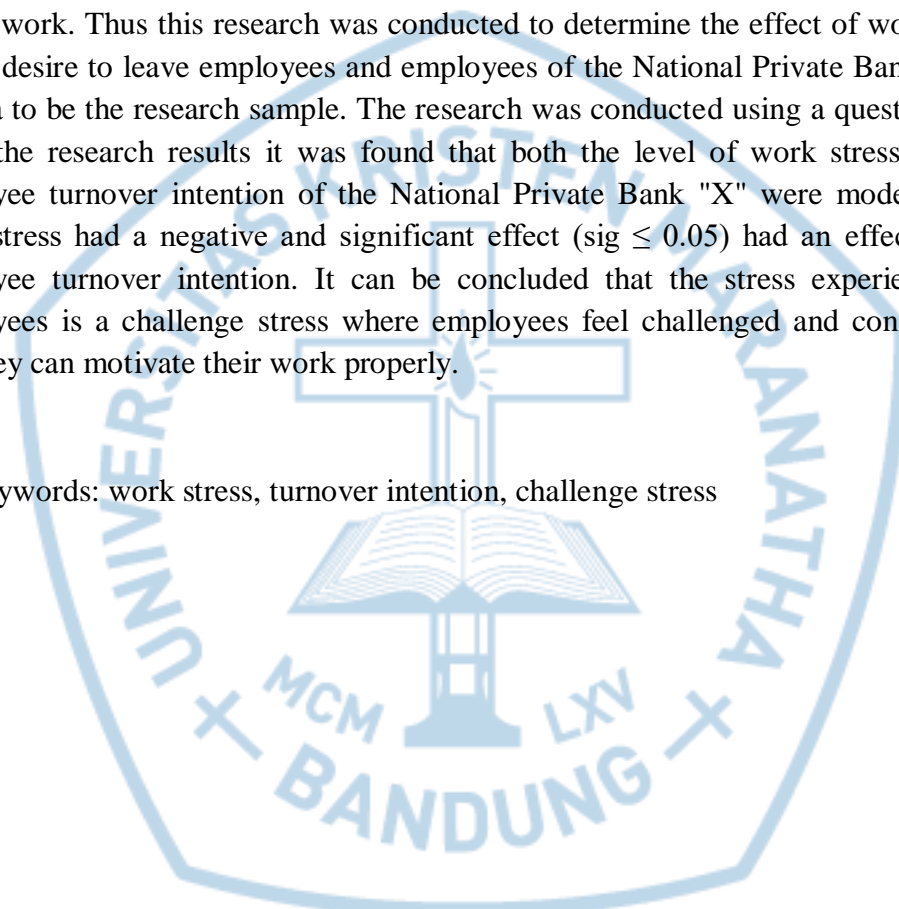 work. Thus this research was conducted to determine the effect of wo
desire to leave employees and employees of the National Private Ban
to be the research sample. The research was conducted using a quest
the research results it was found that both the level of work stress
yee turnover intention of the National Private Bank "X" were mode
stress had a negative and significant effect (sig ≤ 0.05) had an effec
yee turnover intention. It can be concluded that the stress experie
yees is a challenge stress where employees feel challenged and con
ey can motivate their work properly.
ywords: work stress, turnover intention, challenge stress
UNIVERSITAS KRISTEN MARANATHA
MCM LXV
BANDUNG